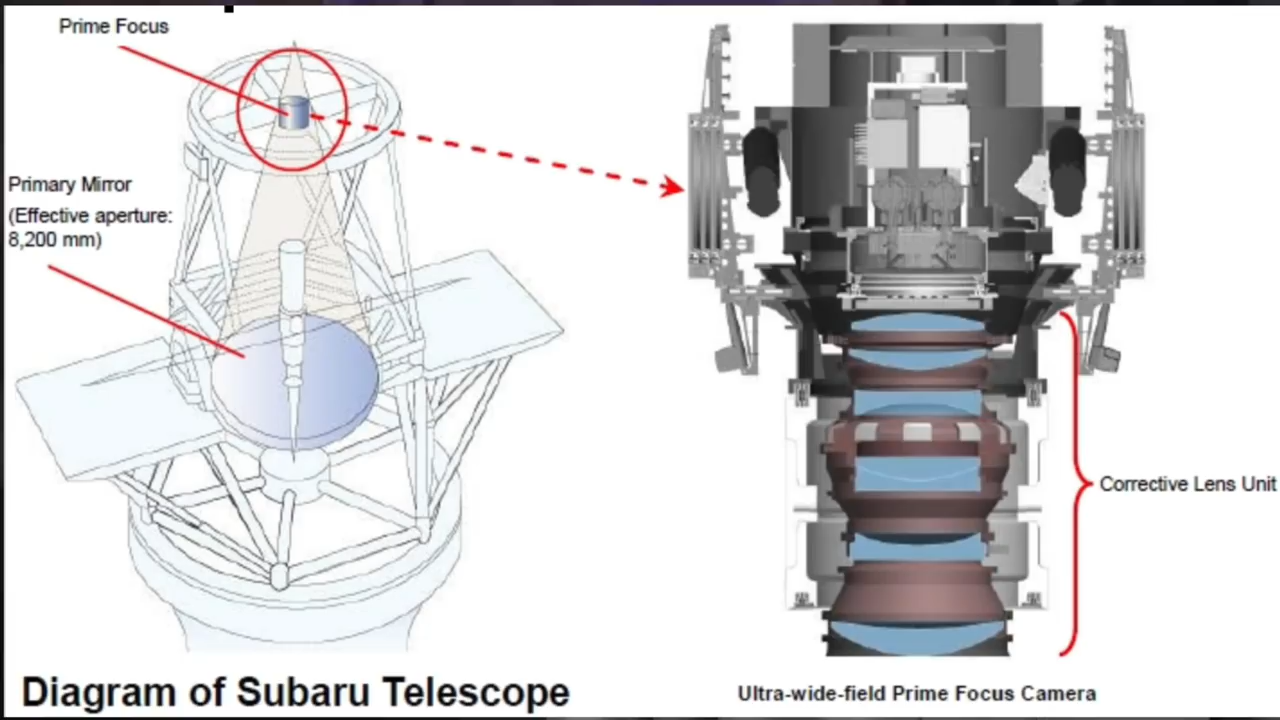 Prime Focus
Primary Mirror
(Effective aperture:
8,200 mm)
Corrective Lens Unit
Diagram of Subaru Telescope
Ultra-wide-field Prime Focus Camera